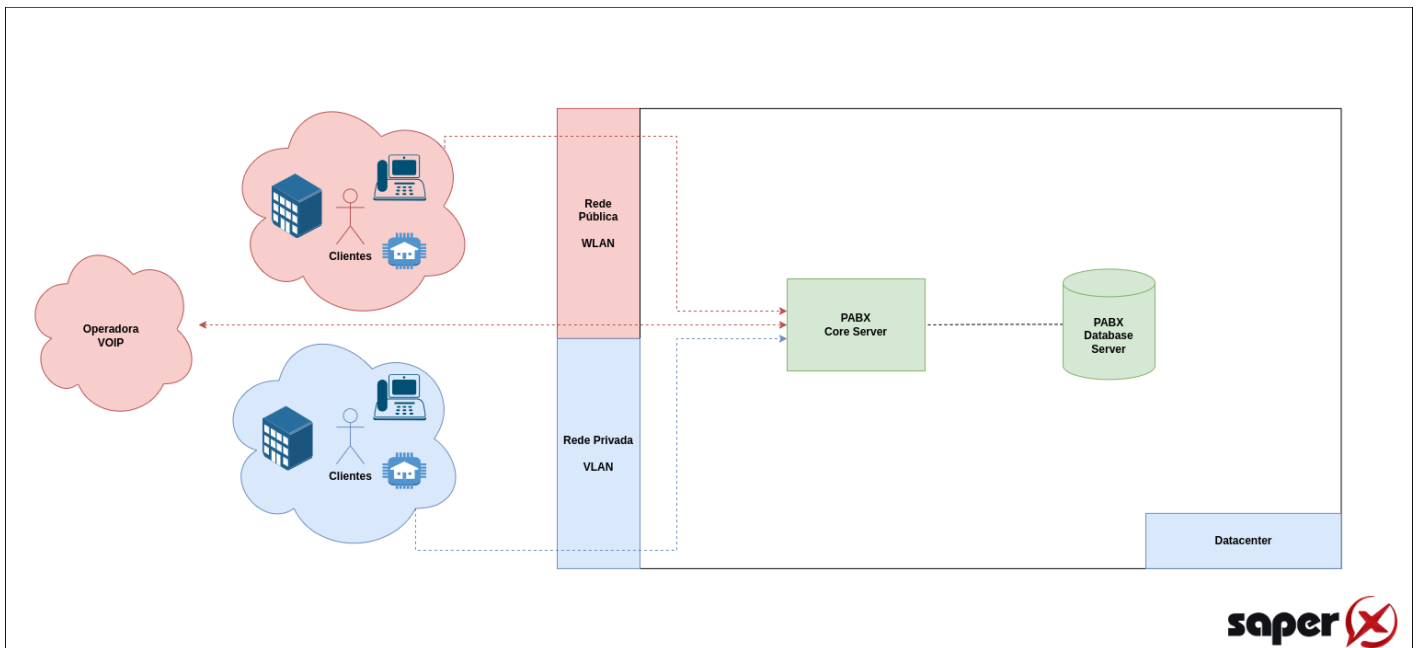 Clientes
Rede
Pública
WLAN
Operadora
VOIP
PABX
Core Server
PABX
Database
Server
Rede Privada
VLAN
Clientes
Datacenter
saper X